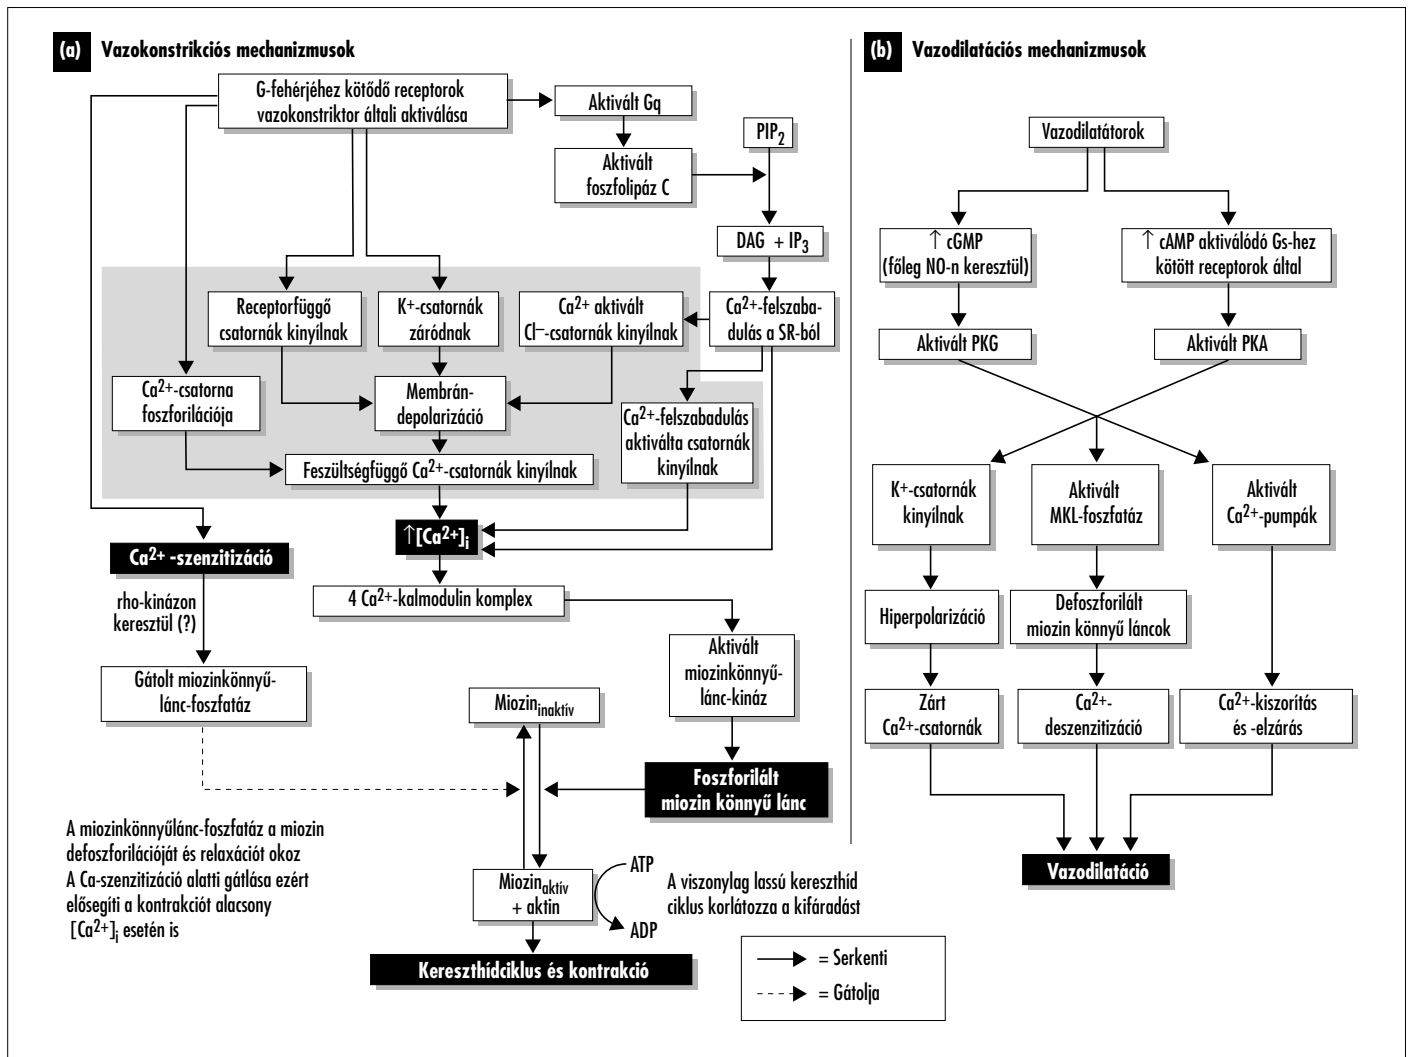 (a) Vazokonstrikciós mechanizmusok
G-fehérjéhez kötődő receptorok
vazokonstriktor általi aktiválása
Aktivált Gq
PIP2
Aktivált
foszfolipáz C
DAG + IP3
Receptorfüggő
csatornák kinyílnak
K+-csatornák
záródnak
Ca2+ aktivált
Cl–-csatornák kinyílnak
Ca2+-felszaba-
dulás a SR-ból
Ca2+-csatorna
foszforilációja
Membrán-
depolarizáció
Ca2+-felszabadulás
aktiválta csatornák
kinyílnak
Feszültségfüggő Ca2+-csatornák kinyílnak
↑[Ca2+]i
Ca2+ -szenzitizáció
4 Ca2+-kalmodulin komplex
rho-kinázon
keresztül (?)
Aktivált
miozinkönnyű-
lánc-kináz
Gátolt miozinkönnyű-
lánc-foszfatáz
Miozininaktív
Foszforilált
miozin könnyű lánc
A miozinkönnyűlánc-foszfatáz a miozin
defoszforilációját és relaxációt okoz
A Ca-szenzitizáció alatti gátlása ezért
elősegíti a kontrakciót alacsony
[Ca2+]i esetén is
Miozinaktív
+ aktin
ATP
ADP
A viszonylag lassú kereszthíd
ciklus korlátozza a kifáradást
Kereszthídciklus és kontrakció
= Serkenti
= Gátolja
(b) Vazodilatációs mechanizmusok
Vazodilatátorok
↑ cGMP
(főleg NO-n keresztül)
↑ cAMP aktiválódó Gs-hez
kötött receptorok által
Aktivált PKG
Aktivált PKA
K+-csatornák
kinyílnak
Aktivált
MKL-foszfatáz
Aktivált
Ca2+-pumpák
Hiperpolarizáció
Defoszforilált
miozin könnyű láncok
Zárt
Ca2+-csatornák
Ca2+-
deszenzitizáció
Ca2+-kiszorítás
és -elzárás
Vazodilatáció